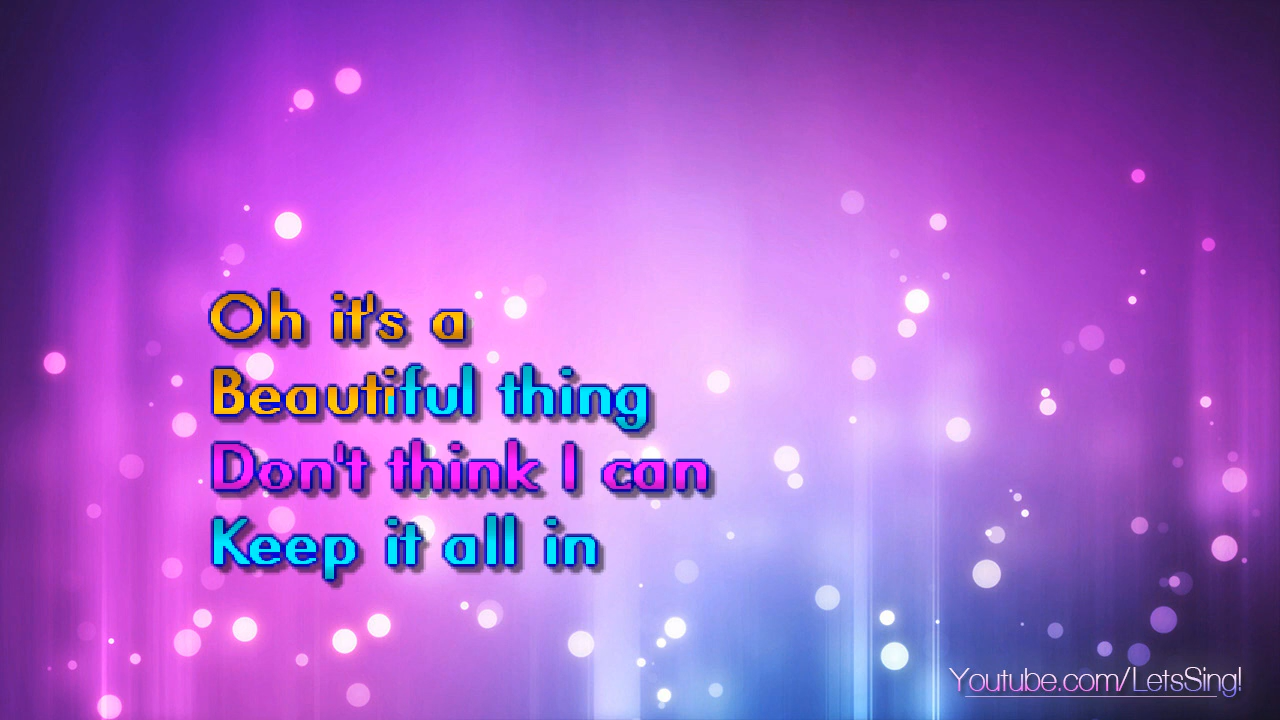 Oh it's a
Beautiful thing
Don't think I can
Keep it all in
Youtube.com/LetsSing!